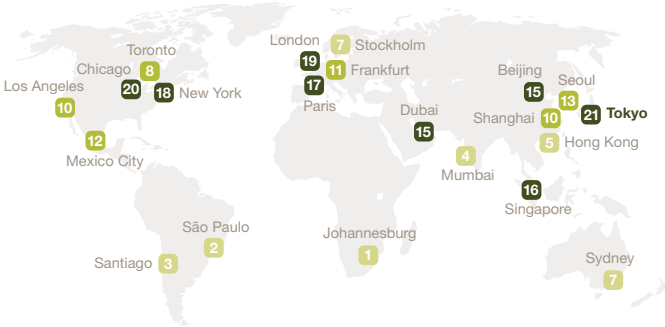 London
19
7 Stockholm
Toronto
8
11 Frankfurt
Chicago
20
18 New York
Los Angeles
10
17
Paris
Beijing
15
Seoul
13
Dubai
15
Shanghai 10
21 Tokyo
12
Mexico City
4
Mumbai
5 Hong Kong
16
Singapore
São Paulo
2
Johannesburg
1
Santiago 3
Sydney
7